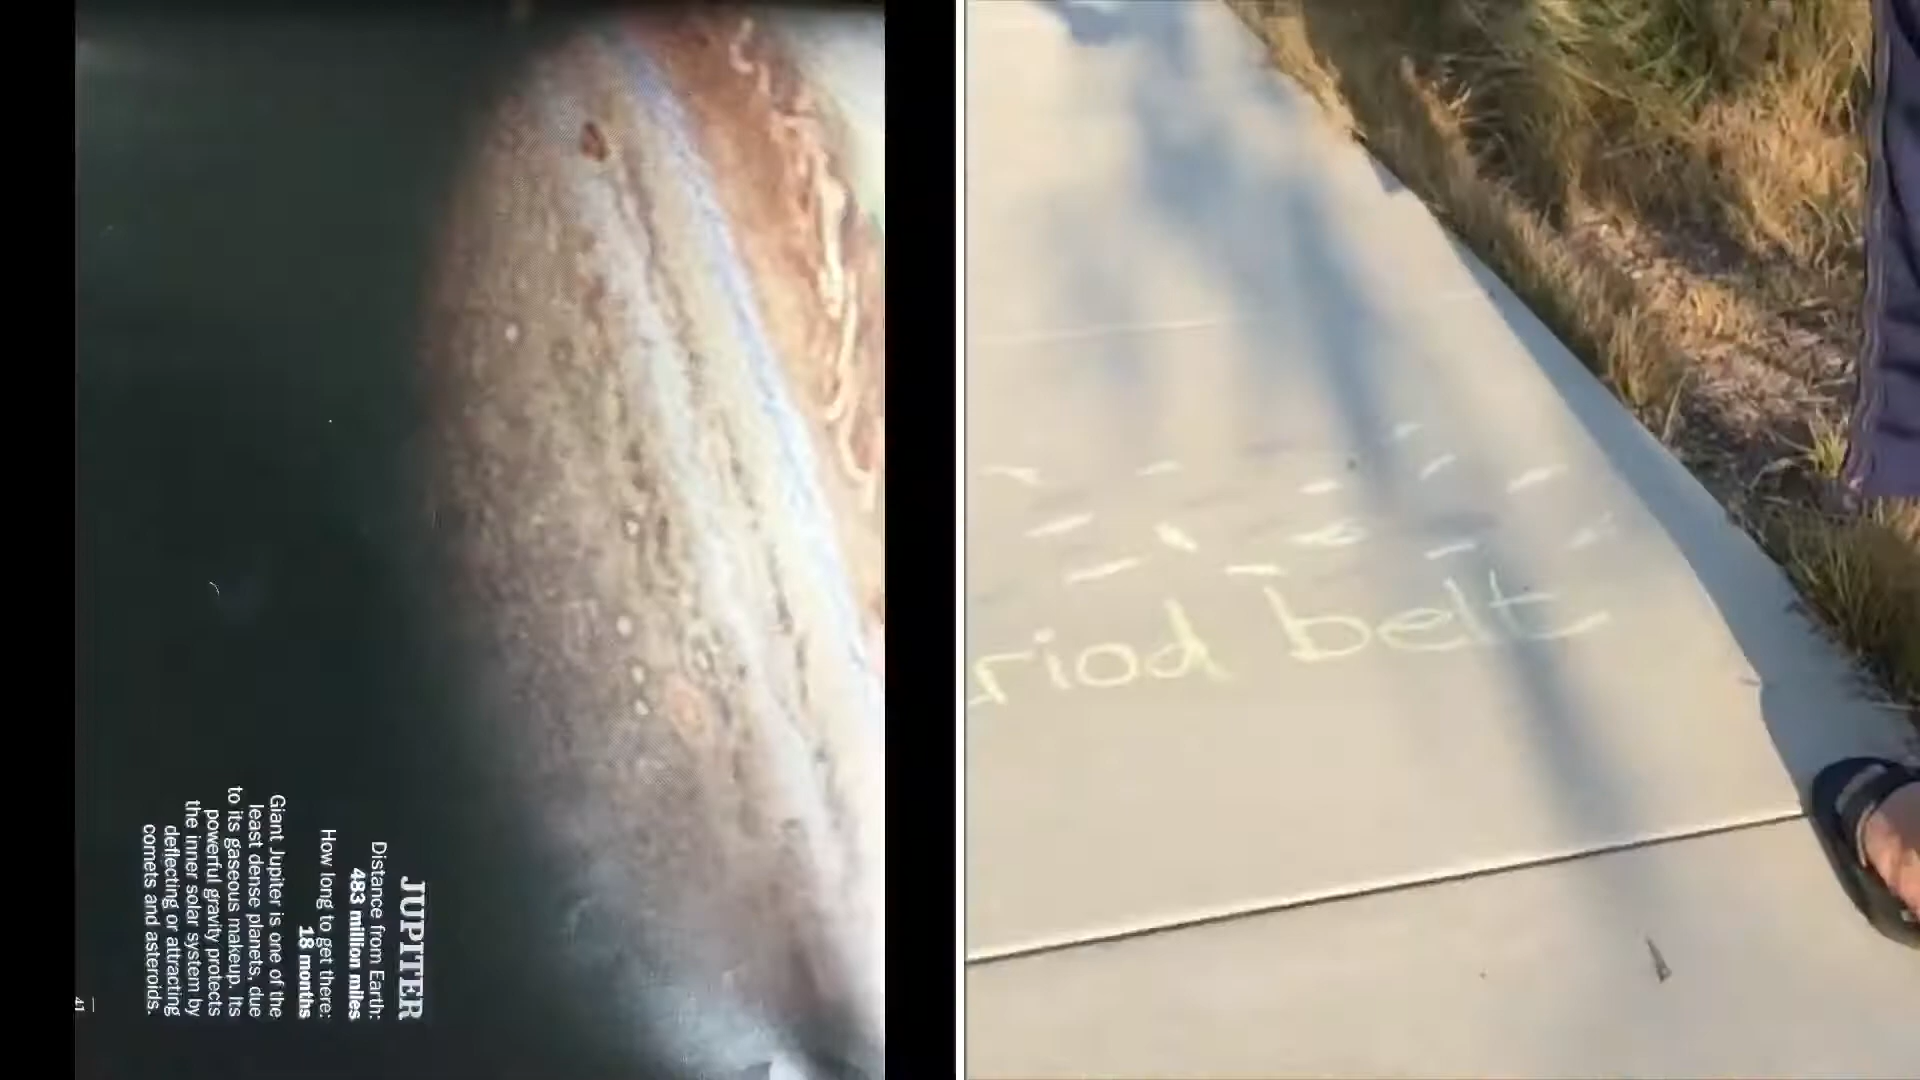 JUPITER
Distance from Earth:
483 million miles
How long to get there:
18 months
Giant Jupiter is one of the
least dense planets, due
to its gaseous makeup. Its
powerful gravity protects
the inner solar system by
deflecting or attracting
comets and asteroids.
41
riod belt